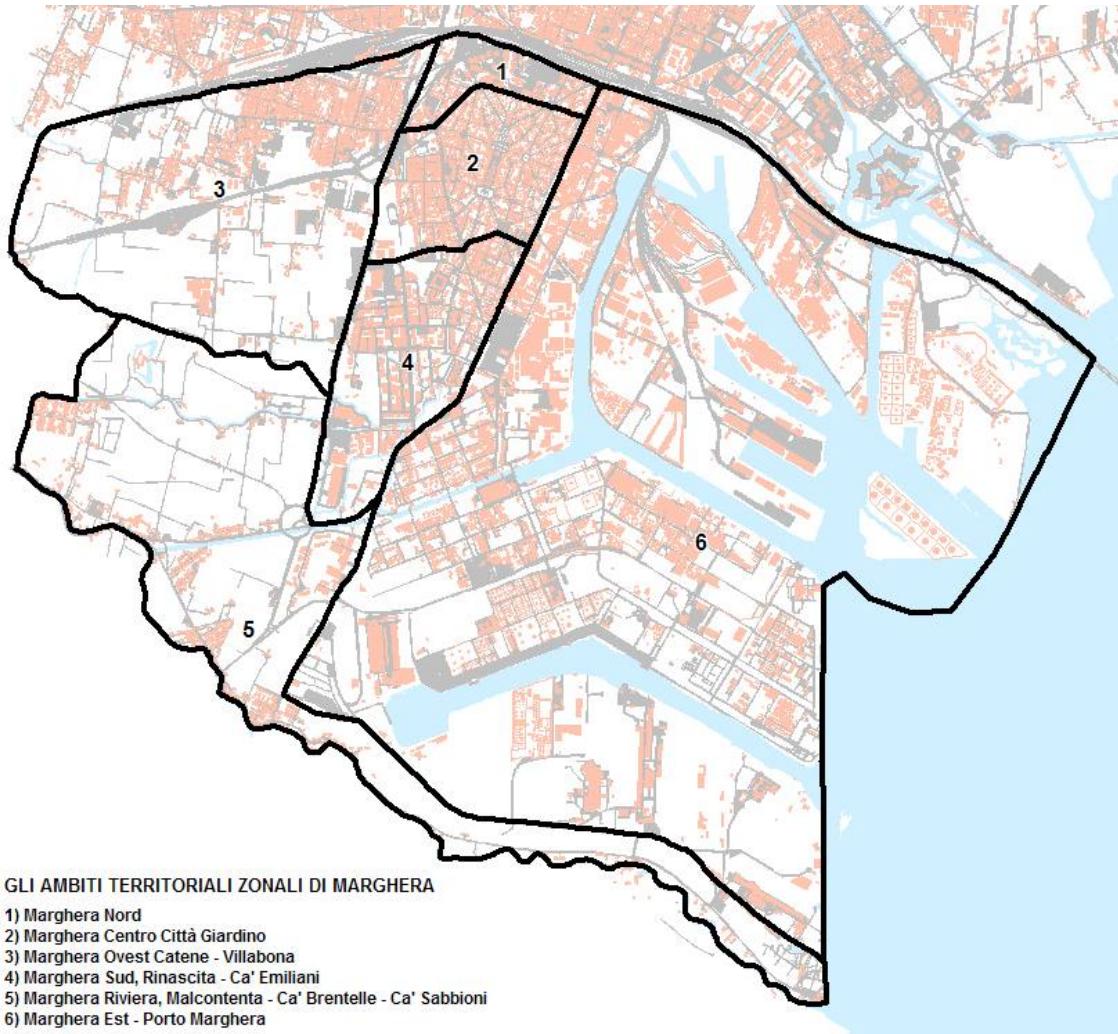 1
2
3
4
6
5
GLI AMBITI TERRITORIALI ZONALI DI MARGHERA
1) Marghera Nord
2) Marghera Centro Città Giardino
3) Marghera Ovest Catene - Villabona
4) Marghera Sud, Rinascita - Ca' Emiliani
5) Marghera Riviera, Malcontenta - Ca' Brentelle - Ca' Sabbioni
6) Marghera Est - Porto Marghera